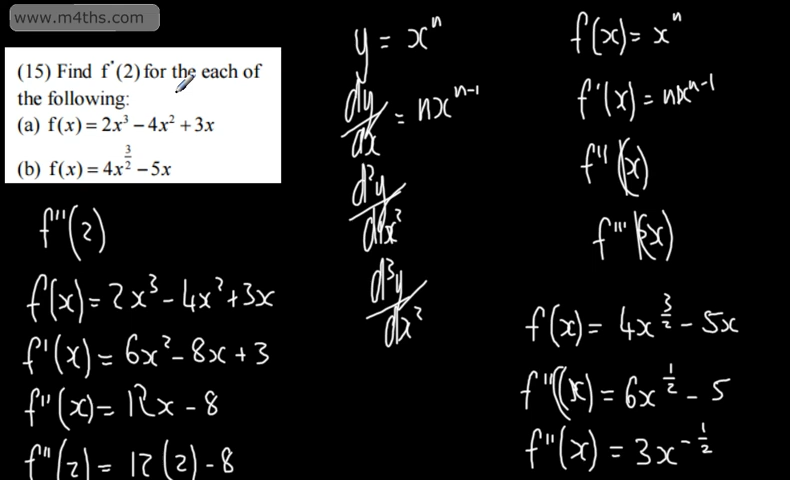 www.m4ths.com
(15) Find f''(2) for the each of
the following:
(a) f(x) = 2x³ − 4x² + 3x
(b) f(x) = 4x^(3/2) − 5x
f''(2)
f(x) = 2x³ − 4x² + 3x
f'(x) = 6x² − 8x + 3
f''(x) = 12x − 8
f''(2) = 12(2) − 8
y = xⁿ
dy/dx = nxⁿ⁻¹
d²y/dx²
d³y/dx³
f(x) = xⁿ
f'(x) = nxⁿ⁻¹
f''(x)
f'''(x)
f(x) = 4x^(3/2) − 5x
f''(x) = 6x^(1/2) − 5
f''(x) = 3x^(−1/2)